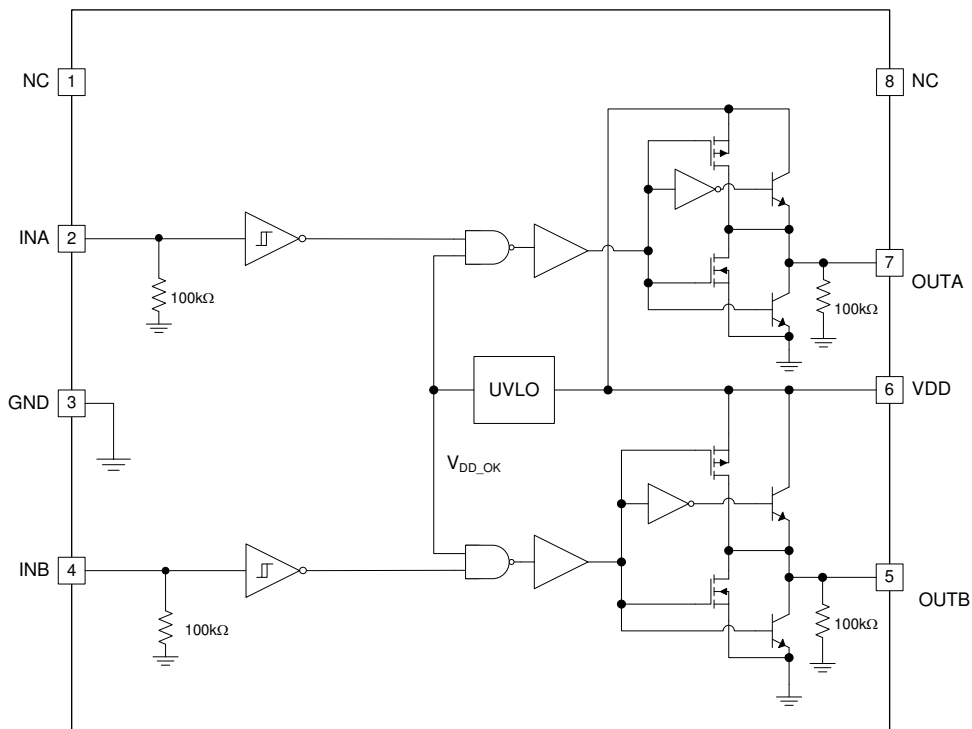 NC 1
8 NC
INA 2
100kΩ
7
OUTA
100kΩ
GND 3
UVLO
6 VDD
V_DD_OK
INB 4
100kΩ
5
OUTB
100kΩ